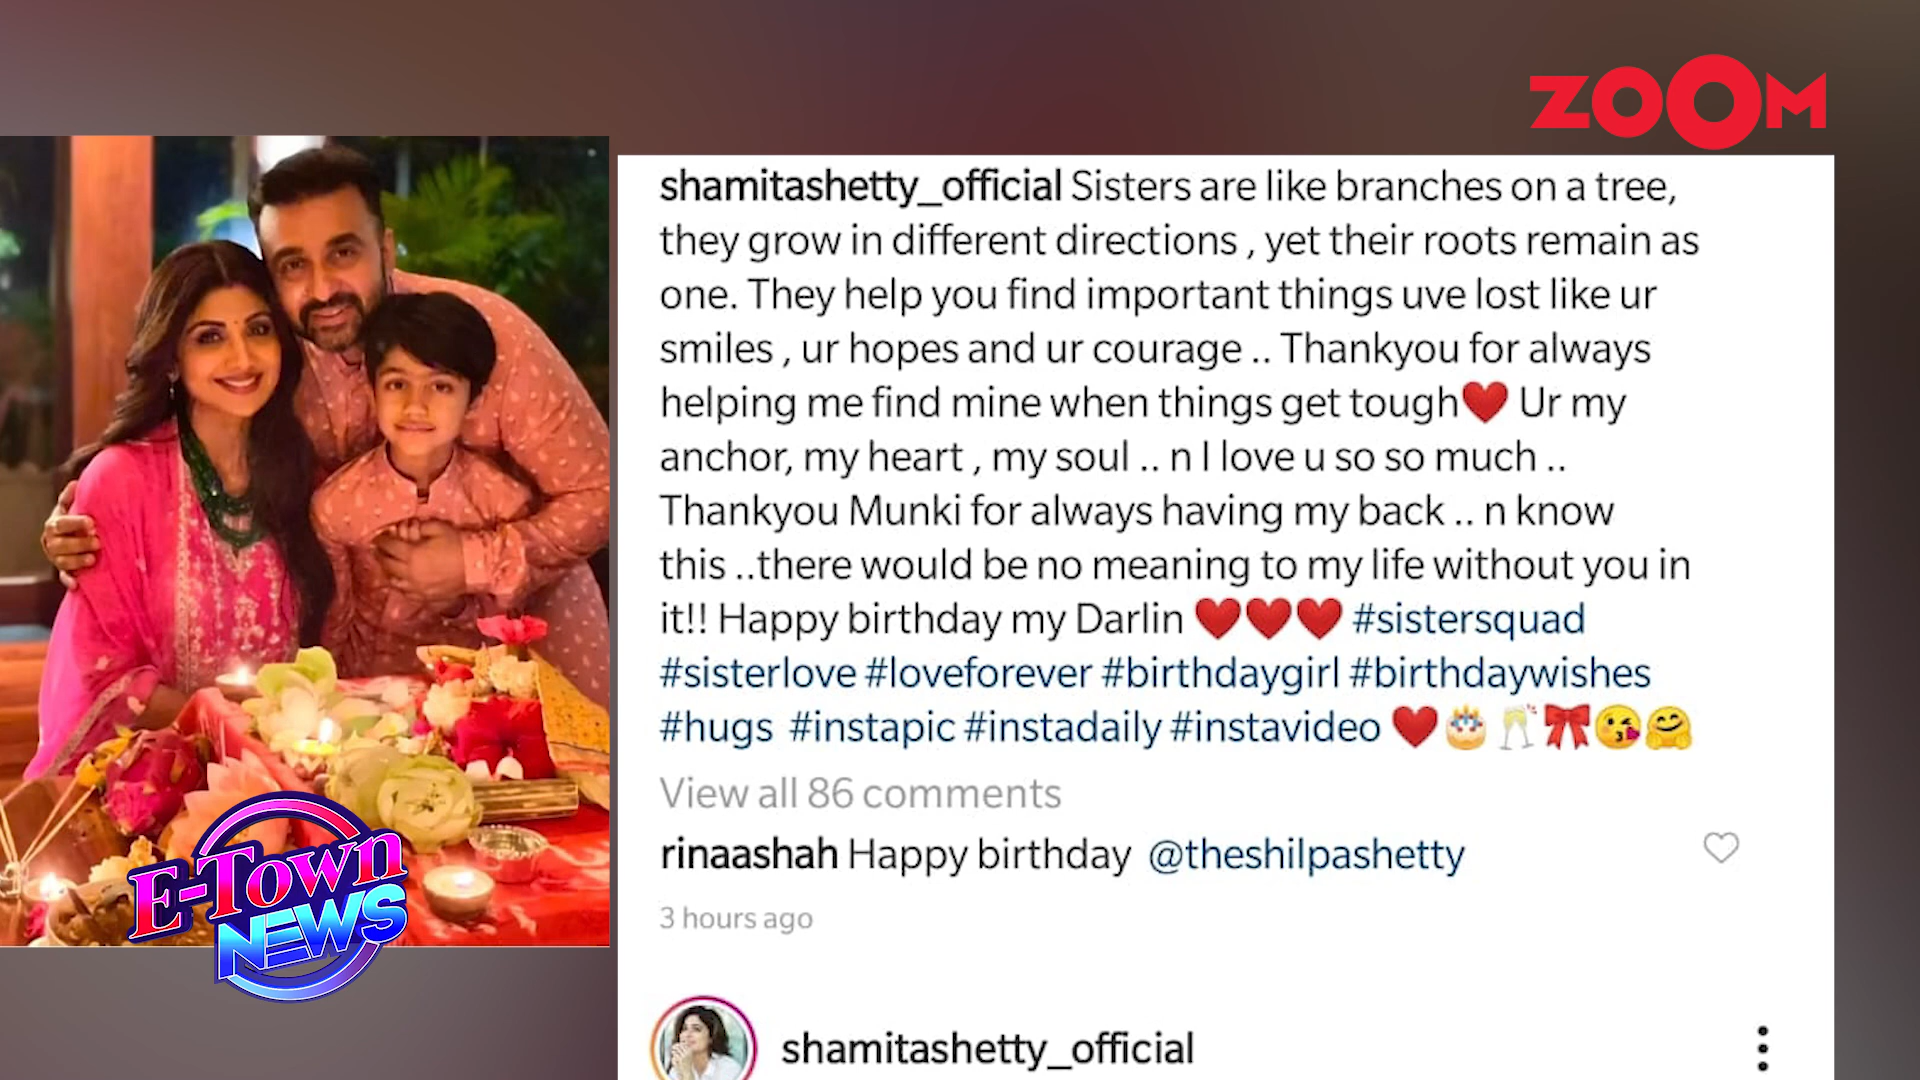 ZOOM
shamitashetty_official Sisters are like branches on a tree,
they grow in different directions , yet their roots remain as
one. They help you find important things uve lost like ur
smiles , ur hopes and ur courage .. Thankyou for always
helping me find mine when things get tough❤️ Ur my
anchor, my heart , my soul .. n I love u so so much ..
Thankyou Munki for always having my back .. n know
this ..there would be no meaning to my life without you in
it!! Happy birthday my Darlin ❤️❤️❤️ #sistersquad
#sisterlove #loveforever #birthdaygirl #birthdaywishes
#hugs #instapic #instadaily #instavideo ❤️🎂🥂🎀😘🤗
View all 86 comments
rinaashah Happy birthday @theshilpashetty
3 hours ago
shamitashetty_official
E-Town
NEWS